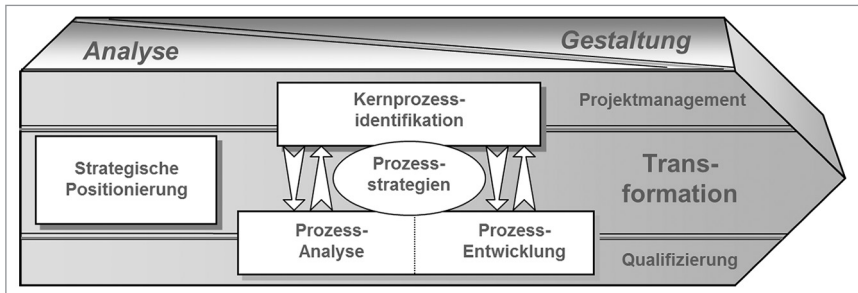 Analyse
Gestaltung
Kernprozess-
identifikation
Projektmanagement
Strategische
Positionierung
Prozess-
strategien
Trans-
formation
Prozess-
Analyse
Prozess-
Entwicklung
Qualifizierung